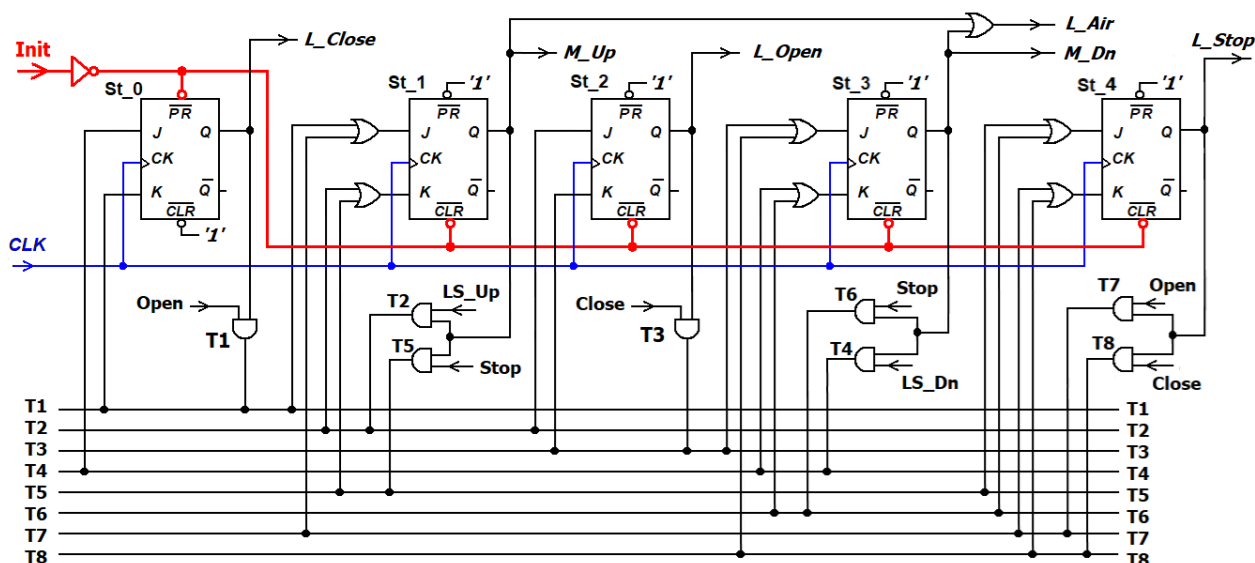 L_Close
Init
M_Up
L_Open
L_Air
M_Dn
L_Stop
St_0
St_1
'1'
St_2
'1'
St_3
'1'
St_4
'1'
PR
J
Q
CK
K
Q
CLR
'1'
PR
J
Q
CK
K
Q
CLR
PR
J
Q
CK
K
Q
CLR
PR
J
Q
CK
K
Q
CLR
PR
J
Q
CK
K
Q
CLR
CLK
Open
T1
T2
LS_Up
T5
Stop
Close
T3
T6
Stop
T4
LS_Dn
T7
Open
T8
Close
T1
T1
T2
T2
T3
T3
T4
T4
T5
T5
T6
T6
T7
T7
T8
T8